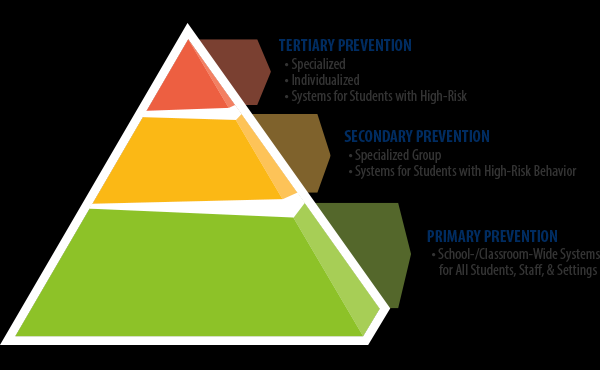 TERTIARY PREVENTION
• Specialized
• Individualized
• Systems for Students with High-Risk
SECONDARY PREVENTION
• Specialized Group
• Systems for Students with High-Risk Behavior
PRIMARY PREVENTION
• School-/Classroom-Wide Systems
for All Students, Staff, & Settings